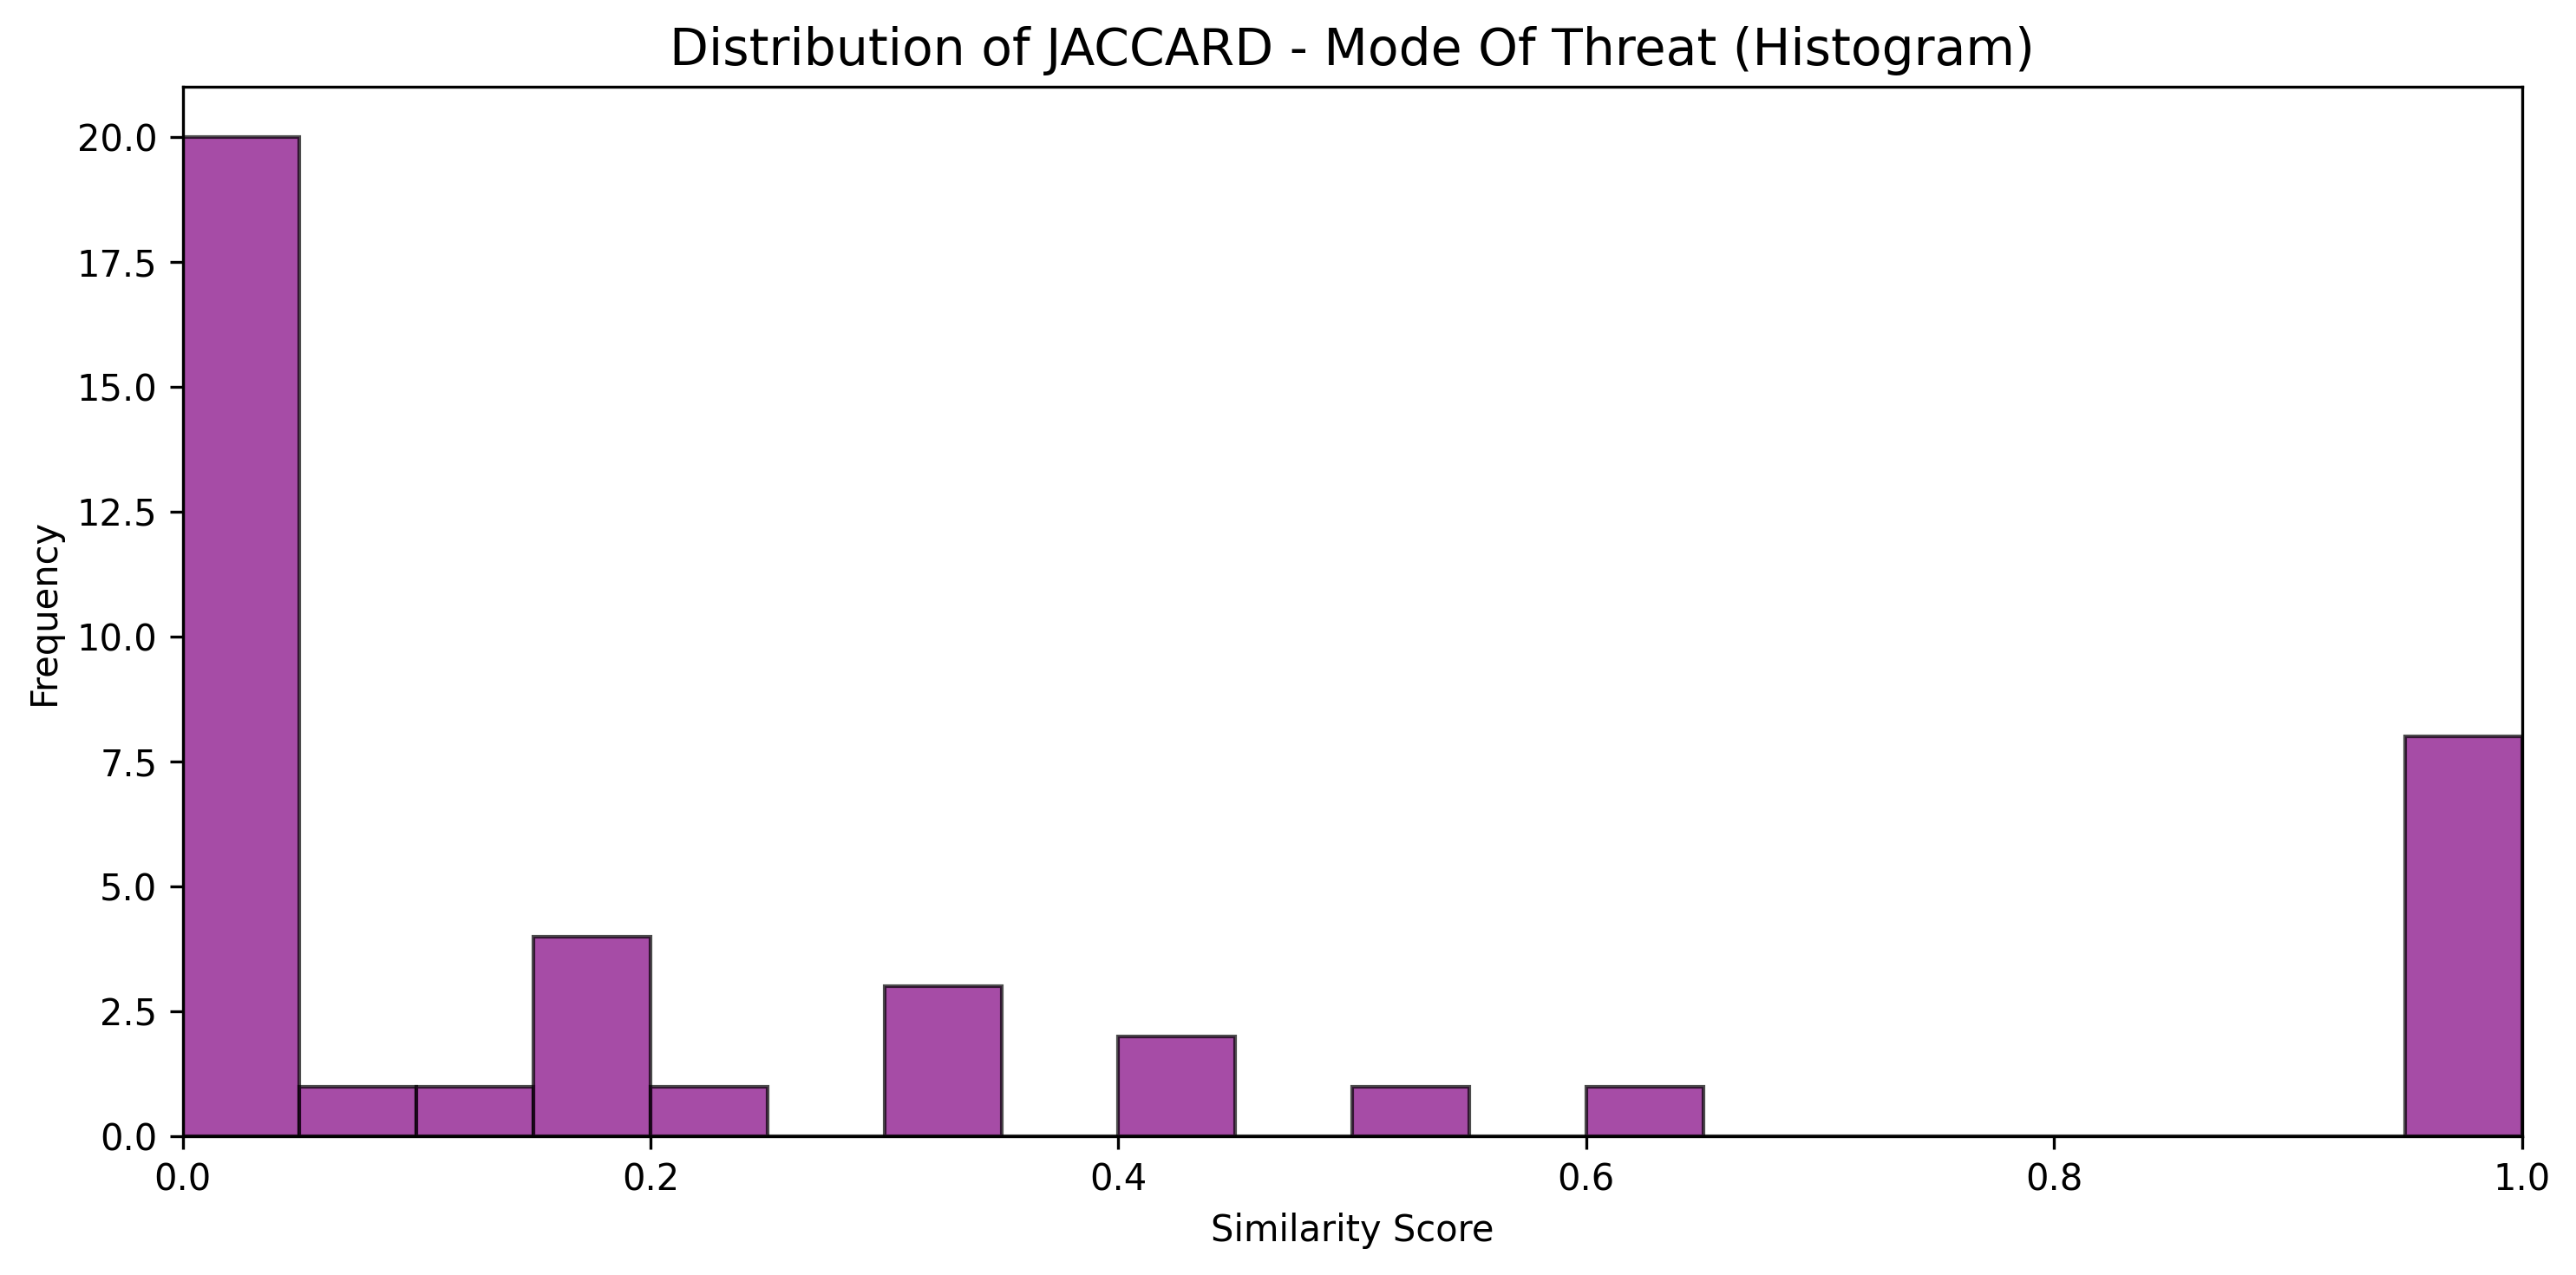 Distribution of JACCARD - Mode Of Threat (Histogram)
Frequency
20.0
17.5
15.0
12.5
10.0
7.5
5.0
2.5
0.0
0.0 0.2 0.4 0.6 0.8 1.0
Similarity Score